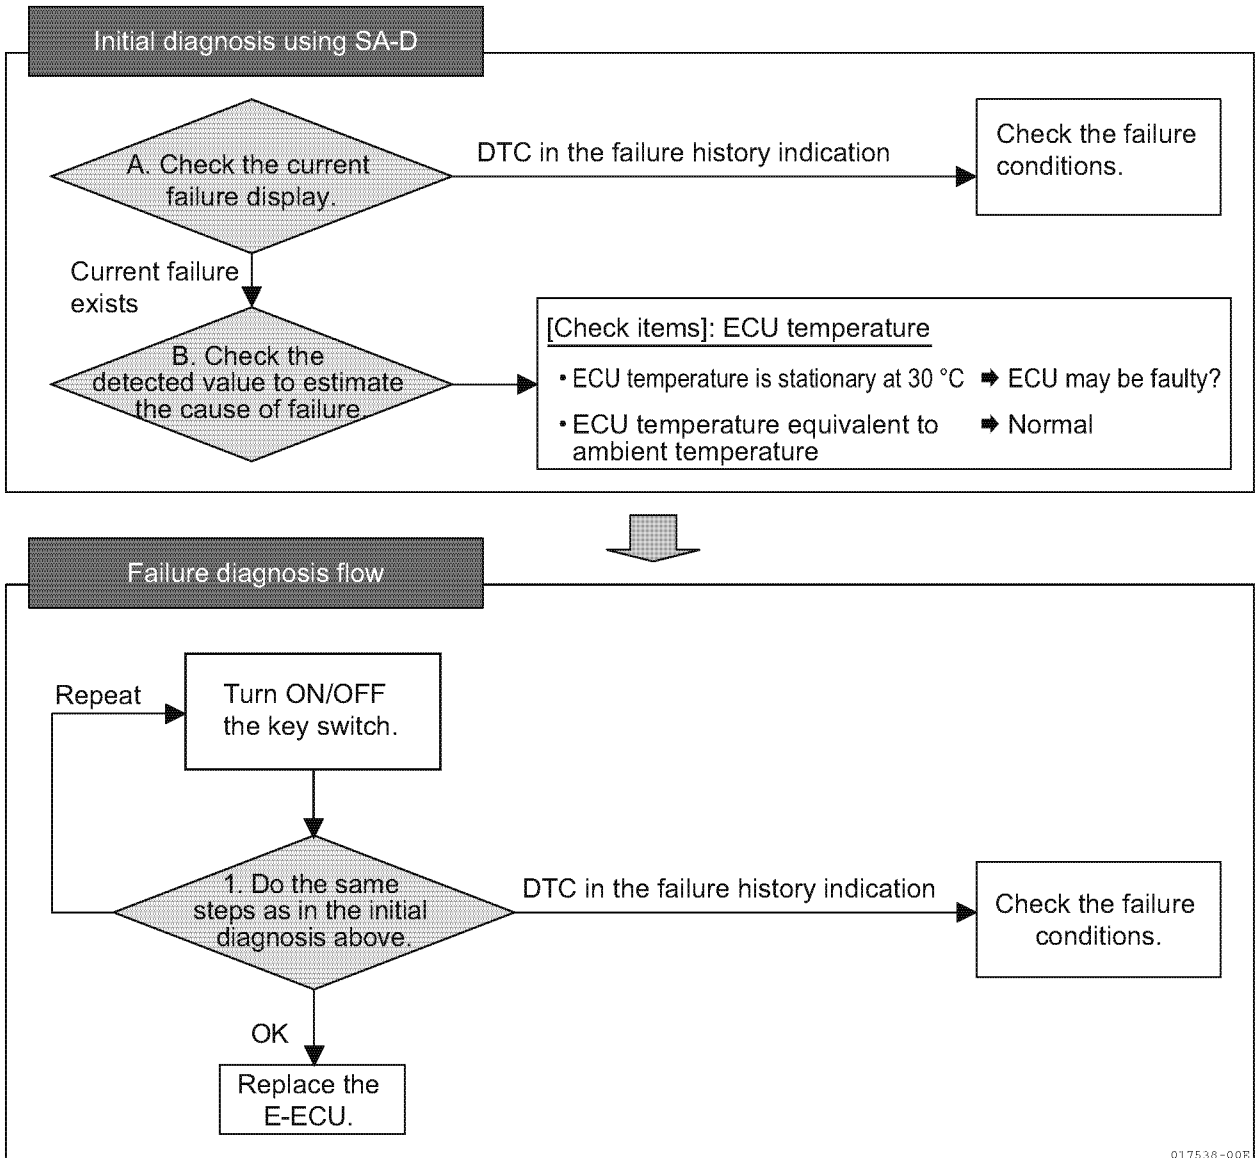 Initial diagnosis using SA-D
A. Check the current
failure display.
DTC in the failure history indication
Check the failure
conditions.
Current failure
exists
B. Check the
detected value to estimate
the cause of failure.
[Check items]: ECU temperature
• ECU temperature is stationary at 30 °C ➡ ECU may be faulty?
• ECU temperature equivalent to ➡ Normal
ambient temperature
Failure diagnosis flow
Repeat
Turn ON/OFF
the key switch.
1. Do the same
steps as in the initial
diagnosis above.
DTC in the failure history indication
Check the failure
conditions.
OK
Replace the
E-ECU.
017538-00E